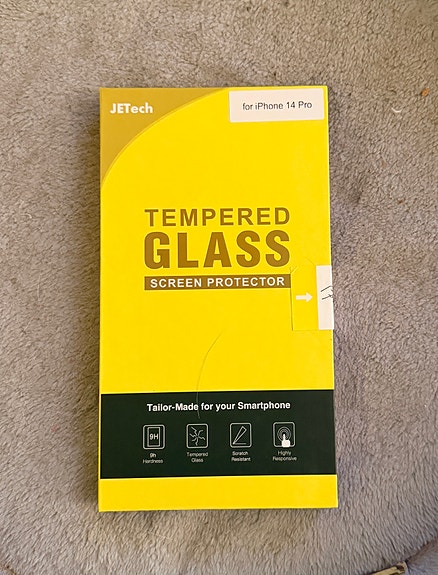 JETech
for iPhone 14 Pro
TEMPERED
GLASS
SCREEN PROTECTOR
Tailor-Made for your Smartphone
9H
9h
Hardness
Tempered
Glass
Scratch
Resistant
Highly
Responsive